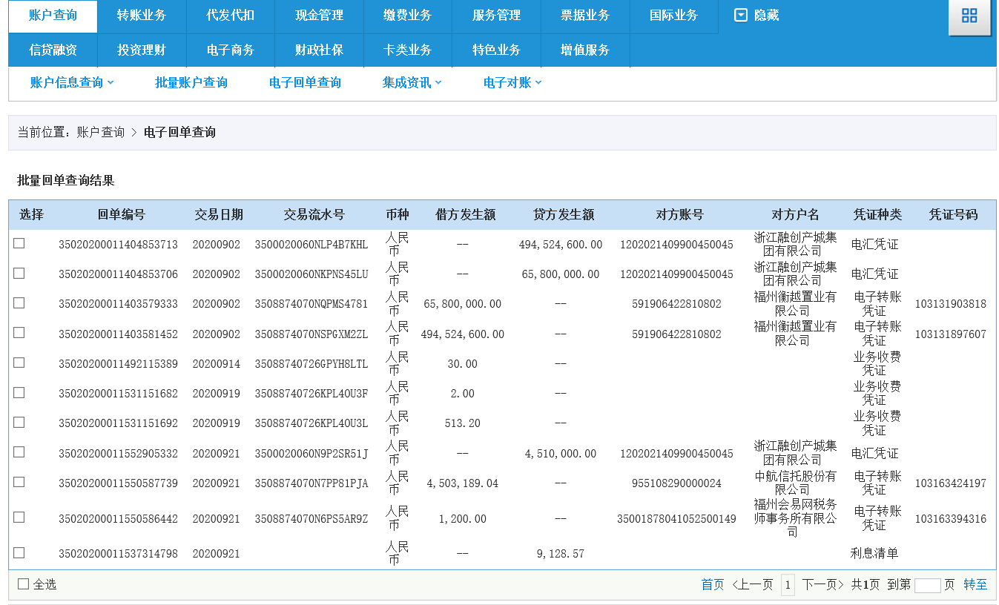 账户查询 转账业务 代发代扣 现金管理 缴费业务 服务管理 票据业务 国际业务 隐藏
信贷融资 投资理财 电子商务 财政社保 卡类业务 特色业务 增值服务
账户信息查询 批量账户查询 电子回单查询 集成资讯 电子对账
当前位置：账户查询 > 电子回单查询
批量回单查询结果
选择 回单编号 交易日期 交易流水号 币种 借方发生额 贷方发生额 对方账号 对方户名 凭证种类 凭证号码
35020200011404853713 20200902 3500020060NLP4B7KHL 人民币 -- 494,524,600.00 1202021409900450045 浙江融创产城集团有限公司 电汇凭证
35020200011404853706 20200902 3500020060NKPNS45LU 人民币 -- 65,800,000.00 1202021409900450045 浙江融创产城集团有限公司 电汇凭证
35020200011403579333 20200902 3508874070NQPMS4781 人民币 65,800,000.00 -- 591906422810802 福州衡越置业有限公司 电子转账凭证 103131903818
35020200011403581452 20200902 3508874070NSPGXM2ZL 人民币 494,524,600.00 -- 591906422810802 福州衡越置业有限公司 电子转账凭证 103131897607
35020200011492115389 20200914 35088740726GPYH8LTL 人民币 30.00 -- 业务收费凭证
35020200011531151682 20200919 35088740726KPL4OU3F 人民币 2.00 -- 业务收费凭证
35020200011531151692 20200919 35088740726KPL4OU3L 人民币 513.20 -- 业务收费凭证
35020200011552905332 20200921 3500020060N9P2SR51J 人民币 -- 4,510,000.00 1202021409900450045 浙江融创产城集团有限公司 电汇凭证
35020200011550587739 20200921 3508874070N7PP81PJA 人民币 4,503,189.04 -- 955108290000024 中航信托股份有限公司 电子转账凭证 103163424197
35020200011550586442 20200921 3508874070N6PS5AR9Z 人民币 1,200.00 -- 35001878041052500149 福州会易网税务师事务所有限公司 电子转账凭证 103163394316
35020200011537314798 20200921 人民币 -- 9,128.57 利息清单
全选 首页 <上一页 1 下一页> 共1页 到第 页 转至